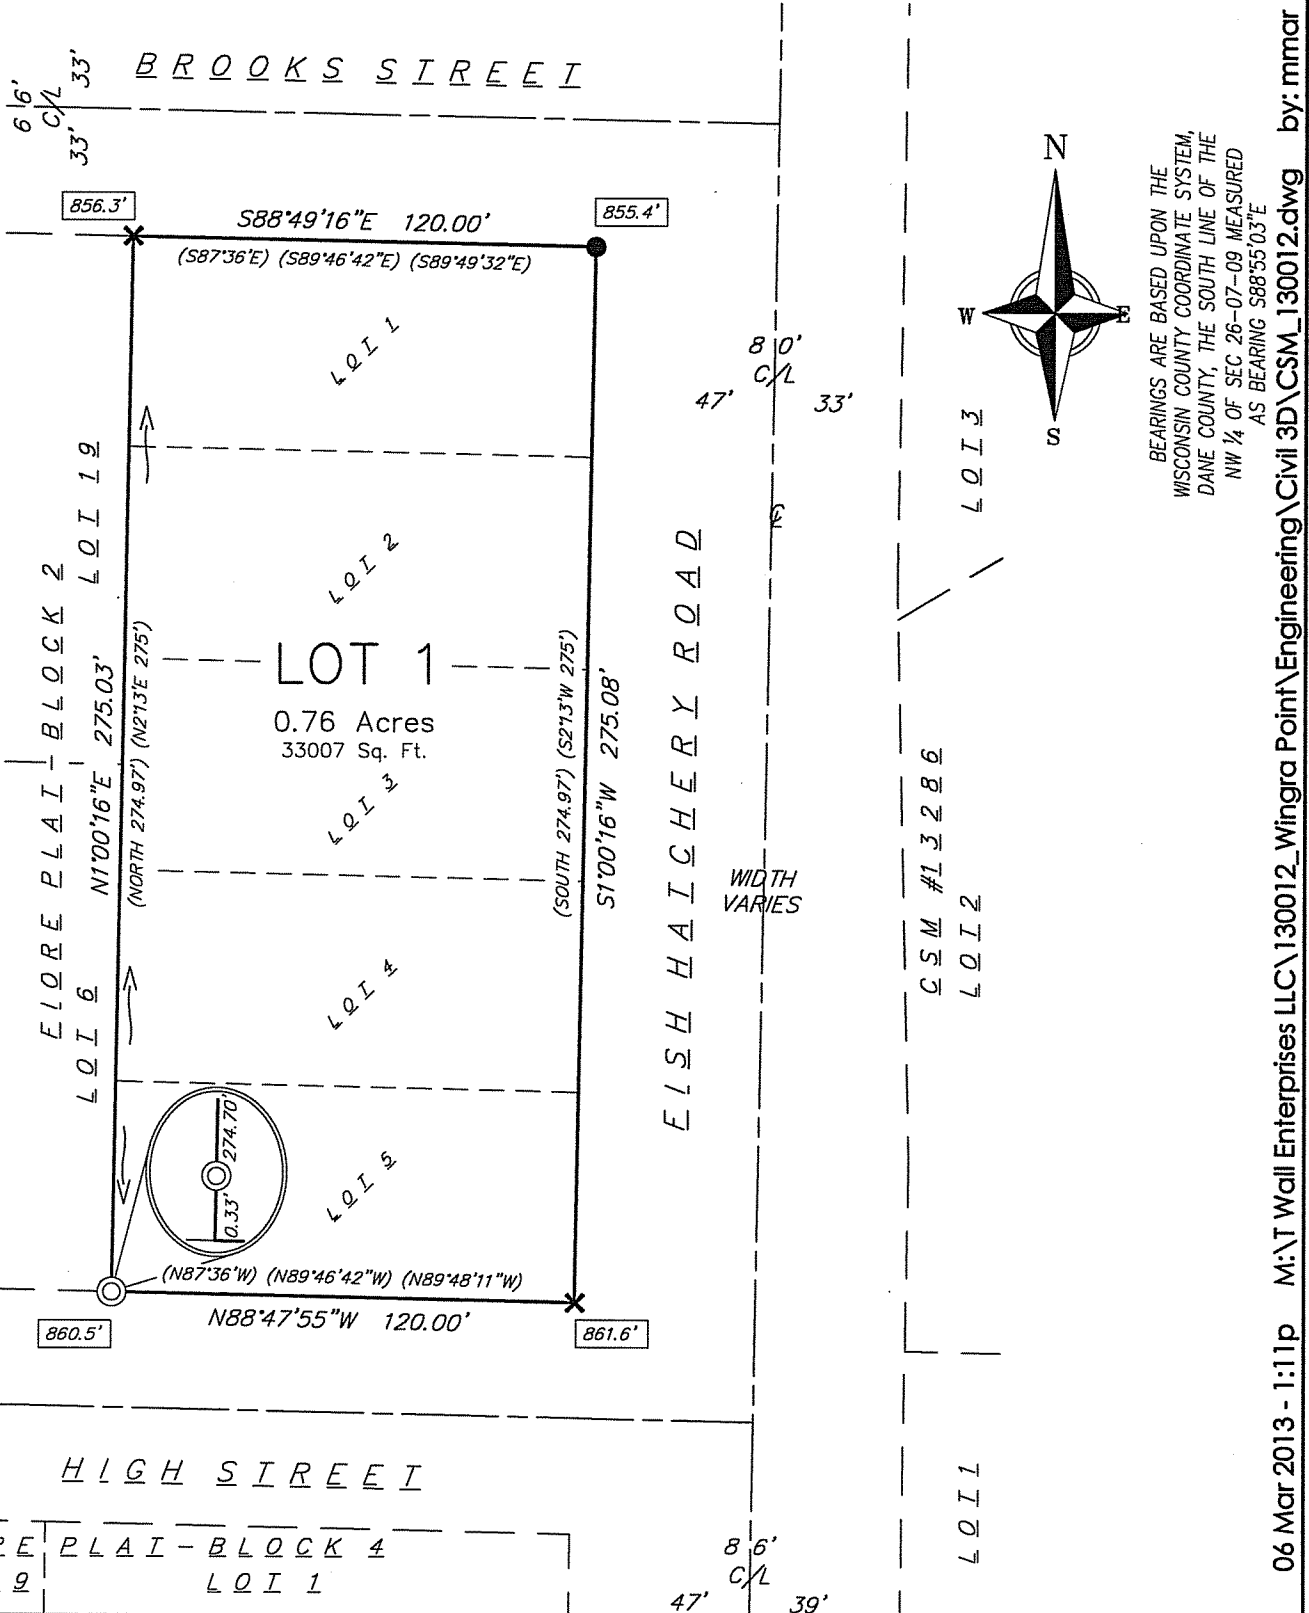 BROOKS STREET
66'
C/L
33'
33'
856.3'
S88°49'16"E 120.00'
(S87°36'E) (S89°46'42"E) (S89°49'32"E)
855.4'
LOT 1
LOT 2
LOT 1
0.76 Acres
33007 Sq. Ft.
LOT 3
LOT 4
LOT 5
LOT 19
PLAT-BLOCK 2
LOT 6
N1°00'16"E 275.03'
(NORTH 274.97') (N2°13'E 275')
(SOUTH 274.97') (S2°13'W 275')
S1°00'16"W 275.08'
274.70'
0.33'
(N87°36'W) (N89°46'42"W) (N89°48'11"W)
N88°47'55"W 120.00'
860.5'
861.6'
FISH HATCHERY ROAD
80'
C/L
47' 33'
℄
WIDTH
VARIES
N
W E
S
BEARINGS ARE BASED UPON THE
WISCONSIN COUNTY COORDINATE SYSTEM,
DANE COUNTY, THE SOUTH LINE OF THE
NW ¼ OF SEC 26-07-09 MEASURED
AS BEARING S88°55'03"E
LOT 3
CSM #13286
LOT 2
LOT 1
HIGH STREET
RE PLAT-BLOCK 4
9 LOT 1
86'
C/L
47' 39'
06 Mar 2013 - 1:11p M:\T Wall Enterprises LLC\130012_Wingra Point\Engineering\Civil 3D\CSM_130012.dwg by: mmar